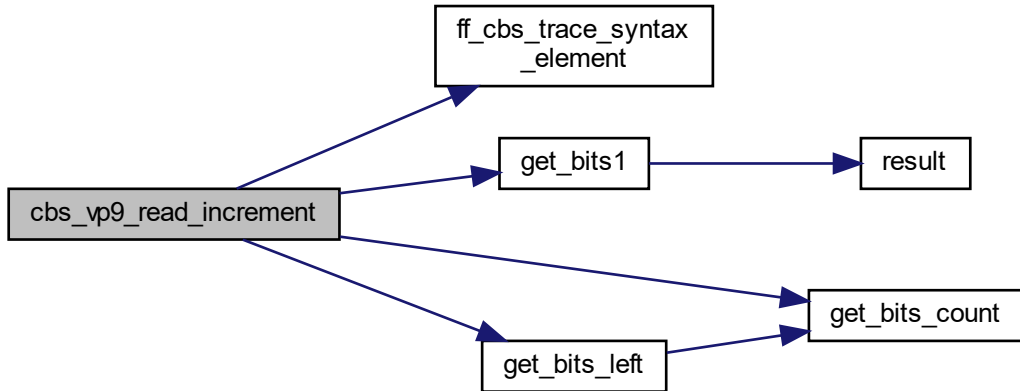 ff_cbs_trace_syntax
_element
get_bits1
result
cbs_vp9_read_increment
get_bits_count
get_bits_left